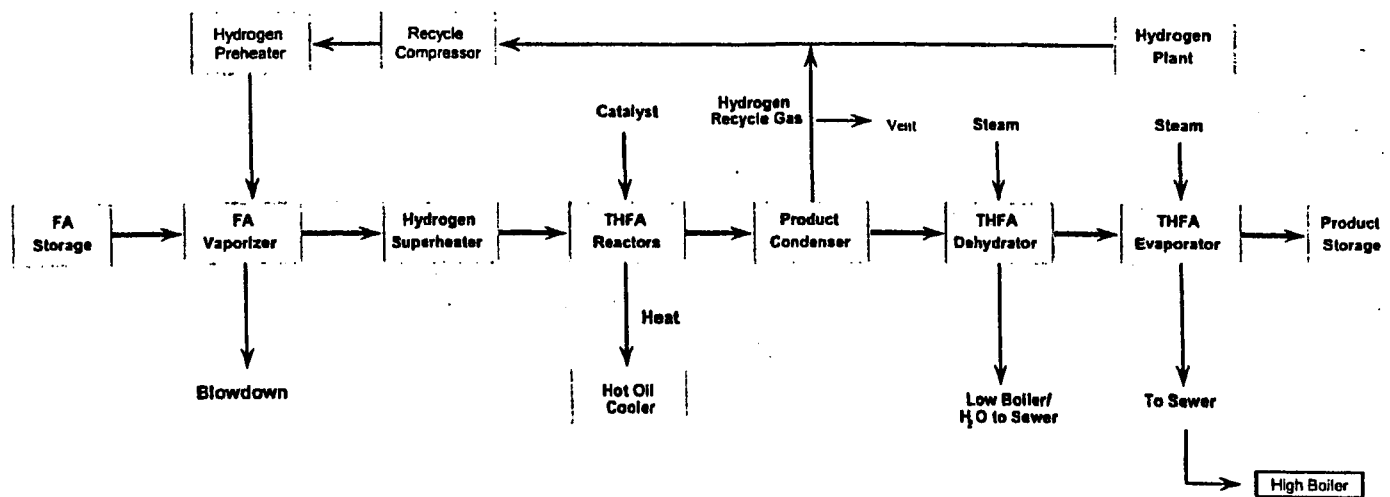 Hydrogen
Preheater
Recycle
Compressor
Hydrogen
Plant
Catalyst
Hydrogen
Recycle Gas
Vent
Steam
Steam
FA
Storage
FA
Vaporizer
Hydrogen
Superheater
THFA
Reactors
Product
Condenser
THFA
Dehydrator
THFA
Evaporator
Product
Storage
Heat
Blowdown
Hot Oil
Cooler
Low Boiler/
H₂O to Sewer
To Sewer
High Boiler